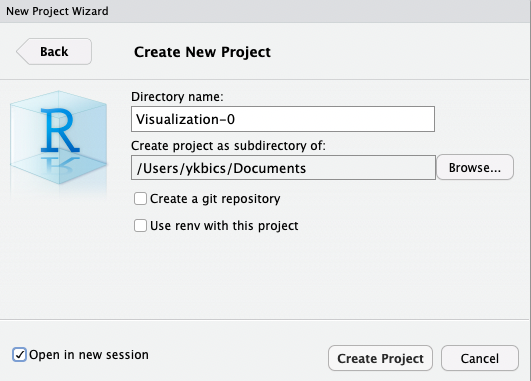 New Project Wizard
Back
Create New Project
R
Directory name:
Visualization-0
Create project as subdirectory of:
/Users/ykbics/Documents
Browse...
Create a git repository
Use renv with this project
Open in new session
Create Project
Cancel